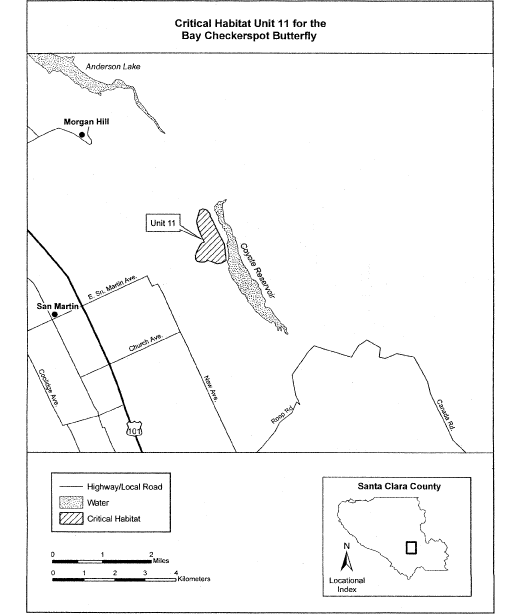 Critical Habitat Unit 11 for the
Bay Checkerspot Butterfly
Anderson Lake
Morgan Hill
Unit 11
Coyote Reservoir
E. Sn. Martin Ave.
San Martin
Church Ave.
Coolidge Ave.
New Ave.
Roop Rd.
Canada Rd.
101
Highway/Local Road
Water
Critical Habitat
0 1 2
Miles
0 1 2 3 4
Kilometers
Santa Clara County
N
Locational
Index